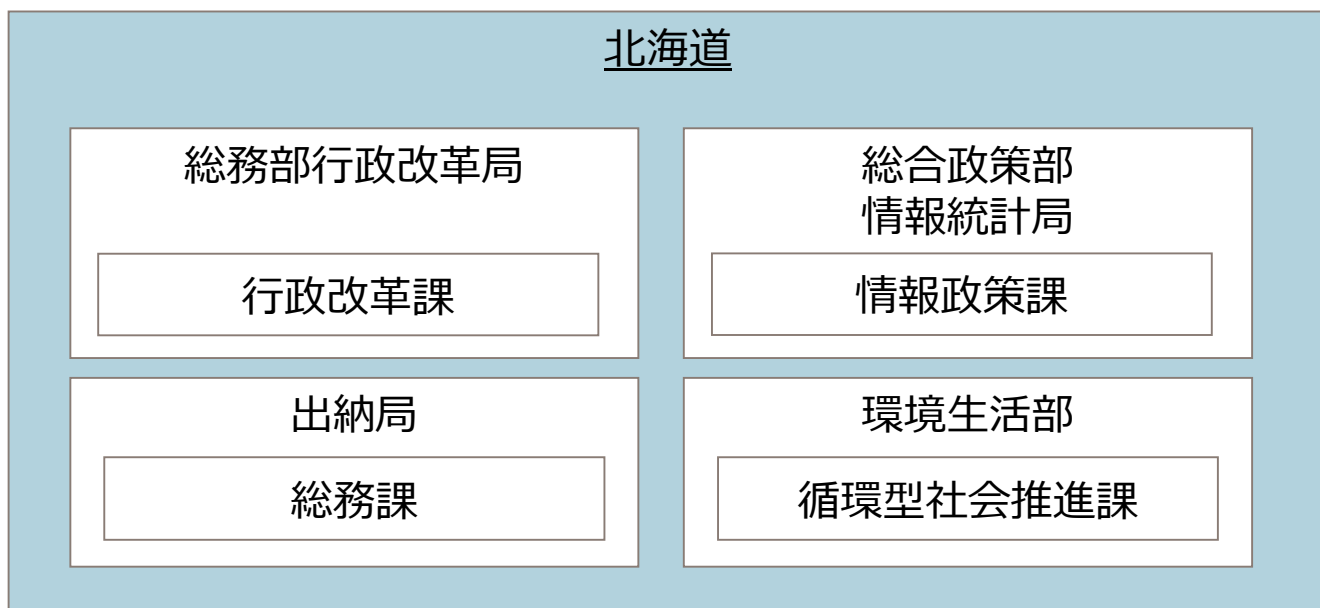 北海道
総務部行政改革局
行政改革課
総合政策部
情報統計局
情報政策課
出納局
総務課
環境生活部
循環型社会推進課